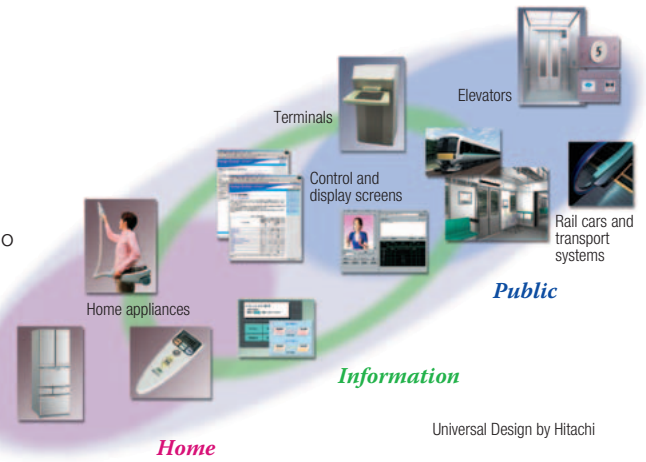 Elevators
5
Terminals
Control and
display screens
Rail cars and
transport
systems
O
Public
Home appliances
Information
Universal Design by Hitachi
Home